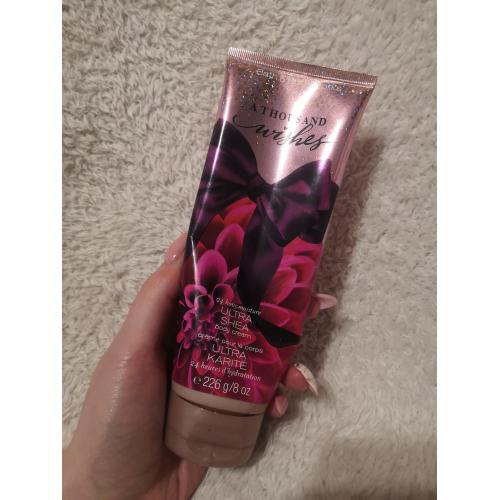 A THOUSAND
wishes
24 hour moisture
ULTRA
SHEA
body cream
crème pour le corps
ULTRA
KARITÉ
24 heures d'hydratation
e 226 g/8 oz